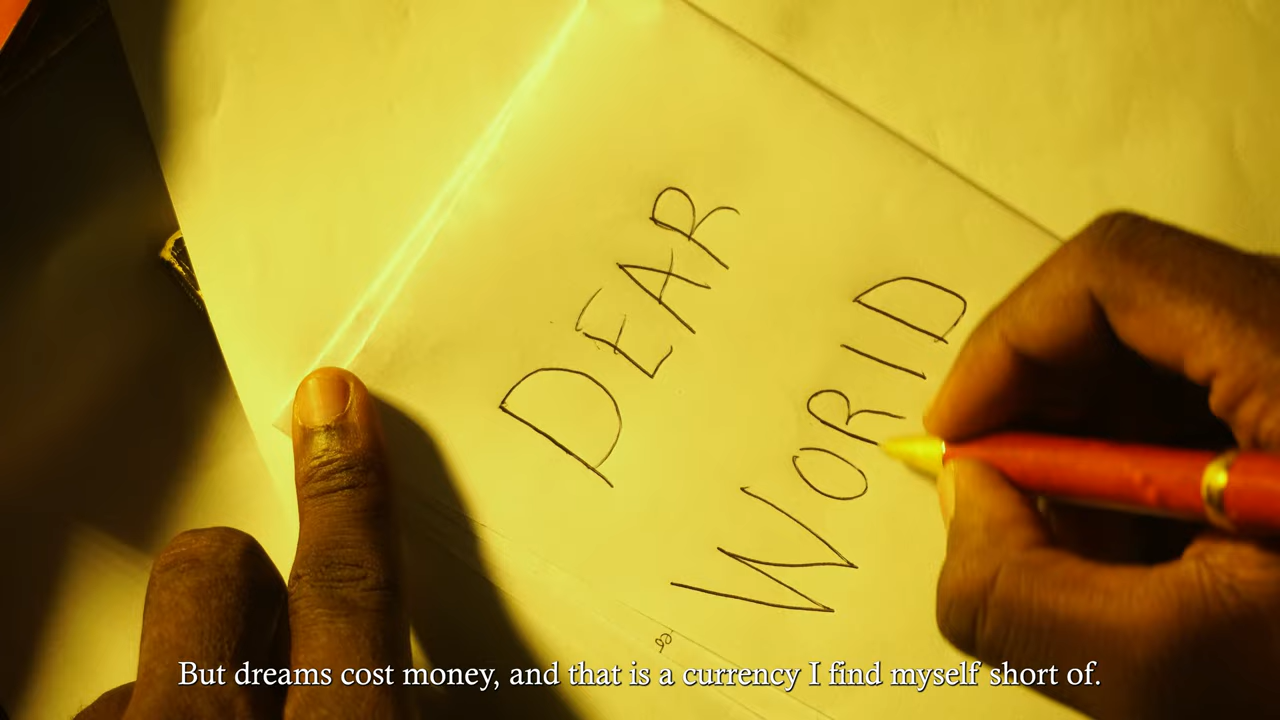 DEAR
WORLD
But dreams cost money, and that is a currency I find myself short of.